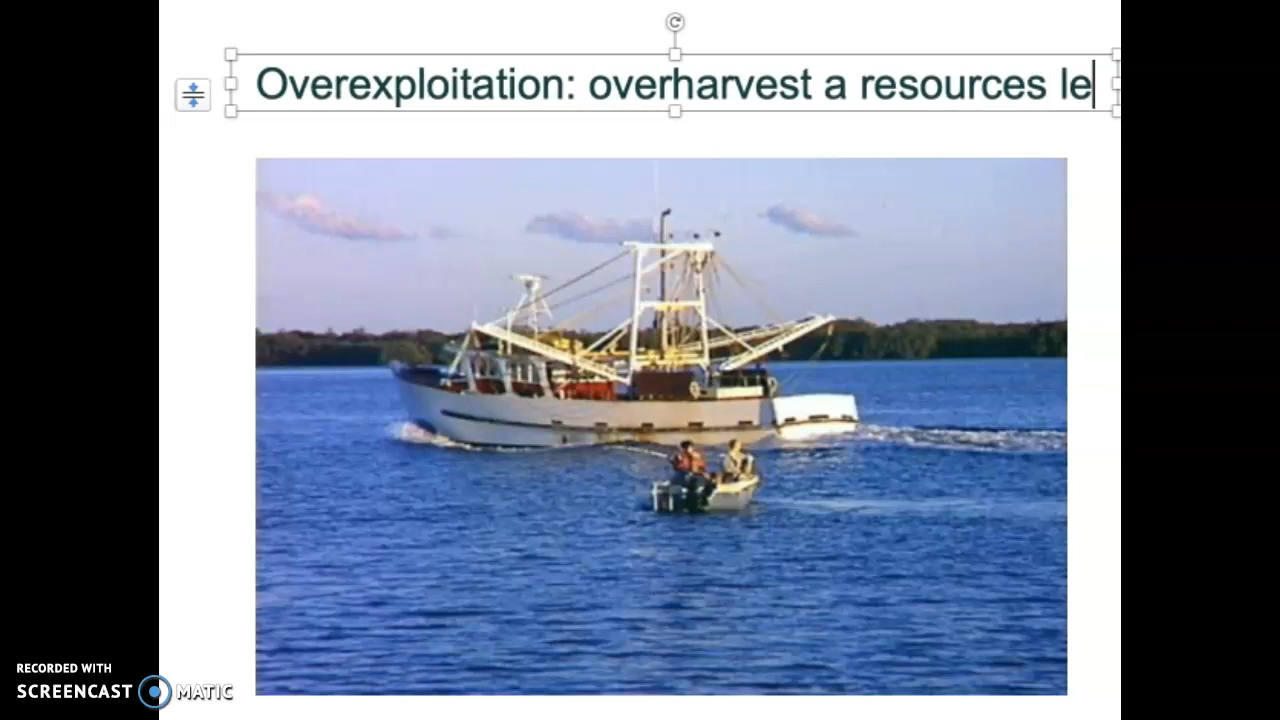 Overexploitation: overharvest a resources le
RECORDED WITH
SCREENCAST MATIC